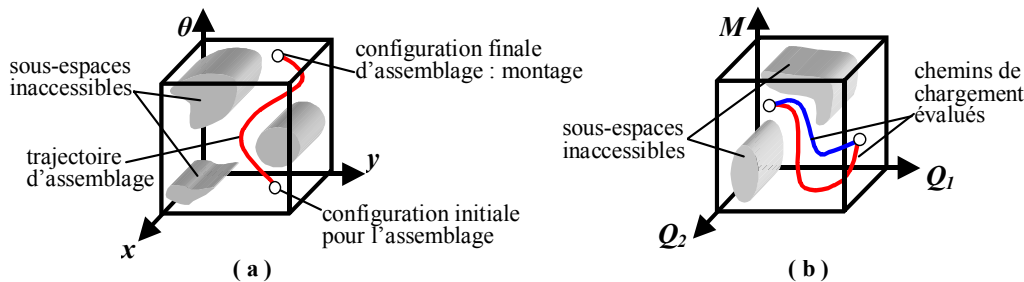 θ
sous-espaces
inaccessibles
configuration finale
d’assemblage : montage
trajectoire
d’assemblage
y
configuration initiale
pour l’assemblage
x
( a )
M
chemins de
chargement
évalués
sous-espaces
inaccessibles
Q1
Q2
( b )